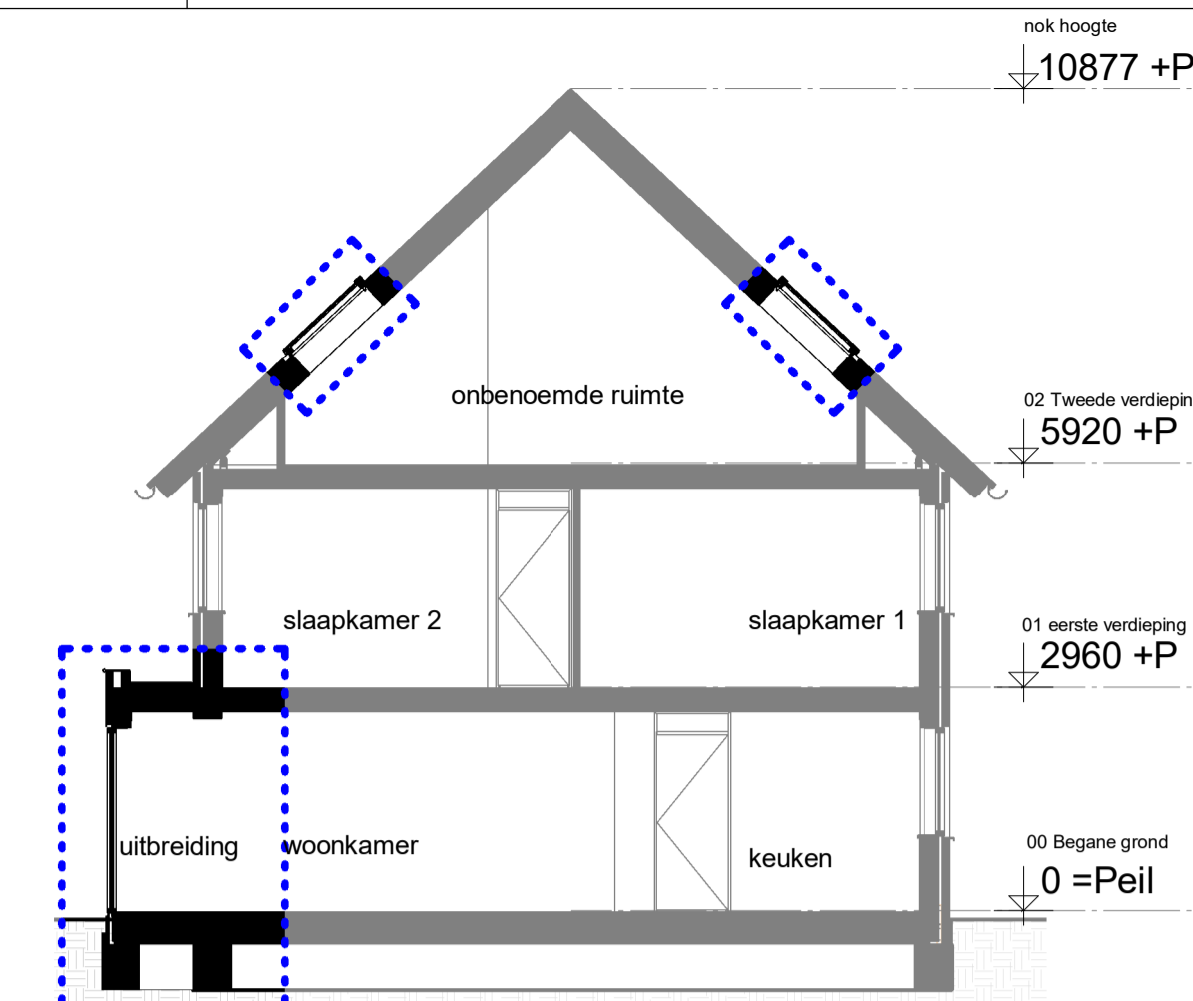 nok hoogte
10877 +P
onbenoemde ruimte
02 Tweede verdiepin
5920 +P
slaapkamer 2
slaapkamer 1
01 eerste verdieping
2960 +P
uitbreiding
woonkamer
keuken
00 Begane grond
0 =Peil